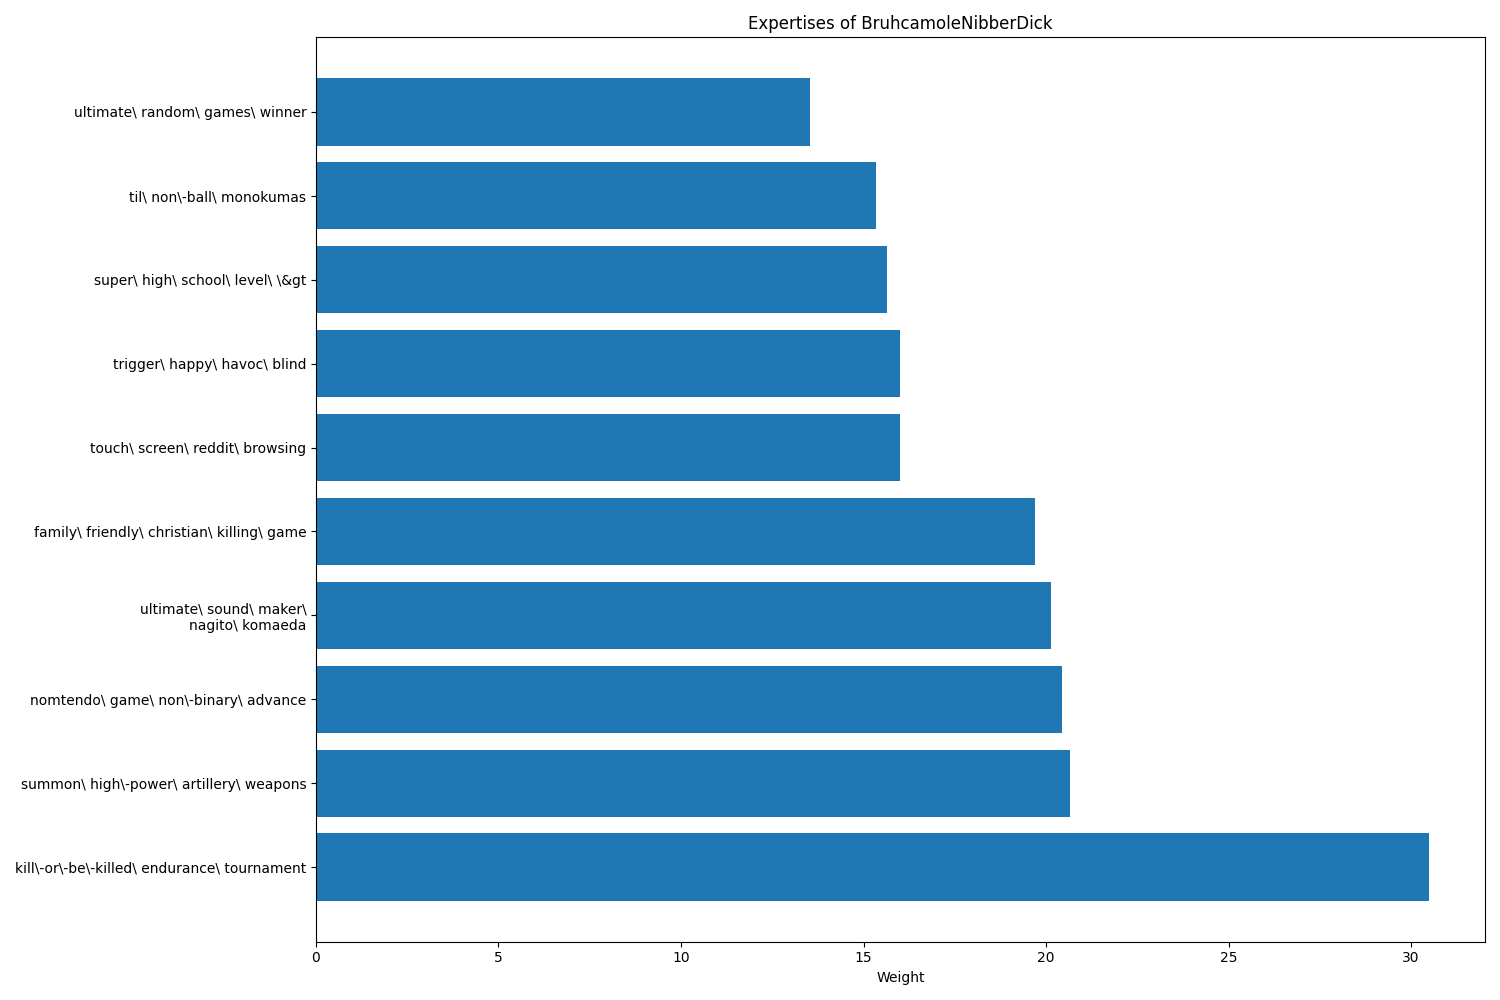 Expertises of BruhcamoleNibberDick
ultimate\ random\ games\ winner
til\ non\-ball\ monokumas
super\ high\ school\ level\ \&gt
trigger\ happy\ havoc\ blind
touch\ screen\ reddit\ browsing
family\ friendly\ christian\ killing\ game
ultimate\ sound\ maker\
nagito\ komaeda
nomtendo\ game\ non\-binary\ advance
summon\ high\-power\ artillery\ weapons
kill\-or\-be\-killed\ endurance\ tournament
0 5 10 15 20 25 30
Weight